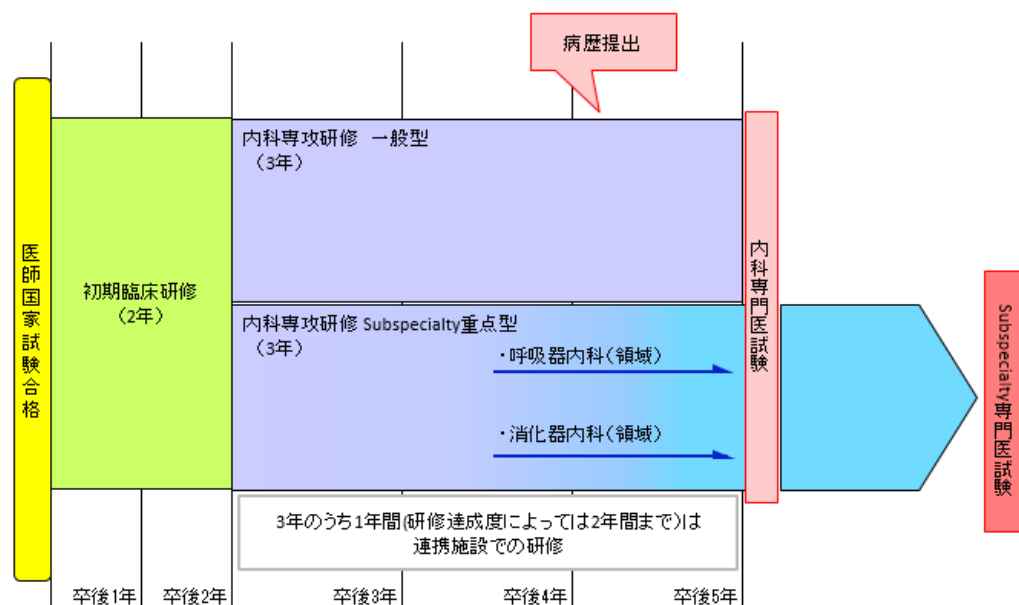 病歴提出
医師国家試験合格
初期臨床研修
(2年)
内科専攻研修 一般型
(3年)
内科専攻研修 Subspecialty重点型
(3年)
・呼吸器内科(領域)
・消化器内科(領域)
内科専門医試験
Subspecialty専門医試験
3年のうち1年間(研修達成度によっては2年間まで)は
連携施設での研修
卒後1年
卒後2年
卒後3年
卒後4年
卒後5年